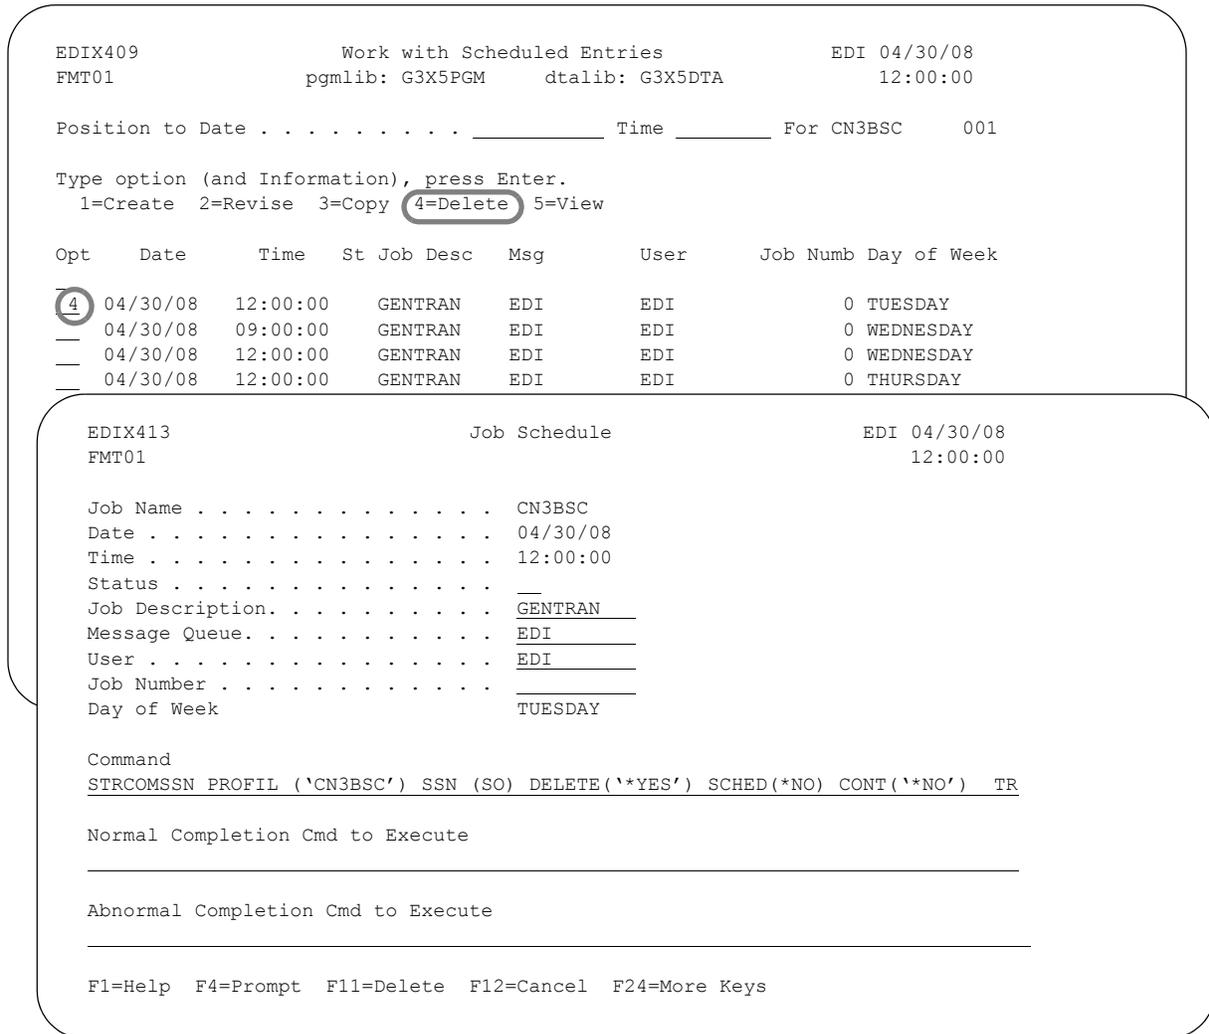 EDIX409 Work with Scheduled Entries EDI 04/30/08
FMT01 pgmlib: G3X5PGM dtalib: G3X5DTA 12:00:00
Position to Date . . . . . . . . . __________ Time ________ For CN3BSC 001
Type option (and Information), press Enter.
1=Create 2=Revise 3=Copy 4=Delete 5=View
Opt Date Time St Job Desc Msg User Job Numb Day of Week
4 04/30/08 12:00:00 GENTRAN EDI EDI 0 TUESDAY
04/30/08 09:00:00 GENTRAN EDI EDI 0 WEDNESDAY
04/30/08 12:00:00 GENTRAN EDI EDI 0 WEDNESDAY
04/30/08 12:00:00 GENTRAN EDI EDI 0 THURSDAY
EDIX413 Job Schedule EDI 04/30/08
FMT01 12:00:00
Job Name . . . . . . . . . . . . . CN3BSC
Date . . . . . . . . . . . . . . . 04/30/08
Time . . . . . . . . . . . . . . . 12:00:00
Status . . . . . . . . . . . . . . __
Job Description. . . . . . . . . . GENTRAN
Message Queue. . . . . . . . . . . EDI
User . . . . . . . . . . . . . . . EDI
Job Number . . . . . . . . . . . . __________
Day of Week TUESDAY
Command
STRCOMSSN PROFIL (‘CN3BSC’) SSN (SO) DELETE(‘*YES’) SCHED(*NO) CONT(‘*NO’) TR
Normal Completion Cmd to Execute
Abnormal Completion Cmd to Execute
F1=Help F4=Prompt F11=Delete F12=Cancel F24=More Keys